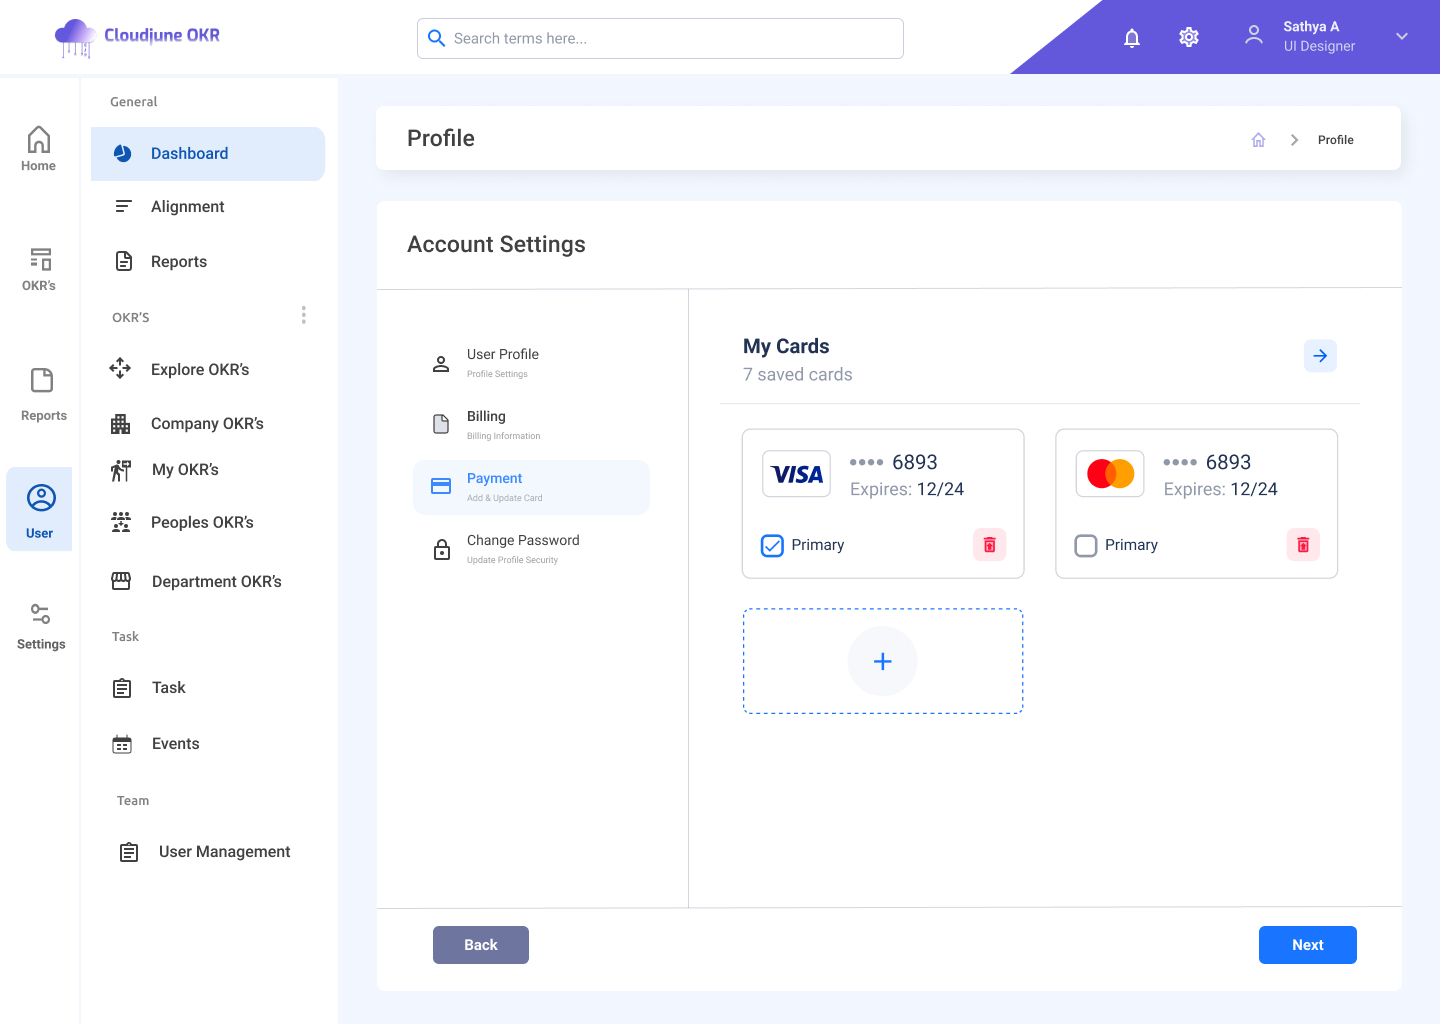 Cloudjune OKR
Search terms here...
Sathya A
UI Designer
Home
OKR's
Reports
User
Settings
General
Dashboard
Alignment
Reports
OKR'S
Explore OKR's
Company OKR's
My OKR's
Peoples OKR's
Department OKR's
Task
Task
Events
Team
User Management
Profile
Profile
Account Settings
User Profile
Profile Settings
Billing
Billing Information
Payment
Add & Update Card
Change Password
Update Profile Security
My Cards
7 saved cards
VISA
•••• 6893
Expires: 12/24
Primary
•••• 6893
Expires: 12/24
Primary
Back
Next